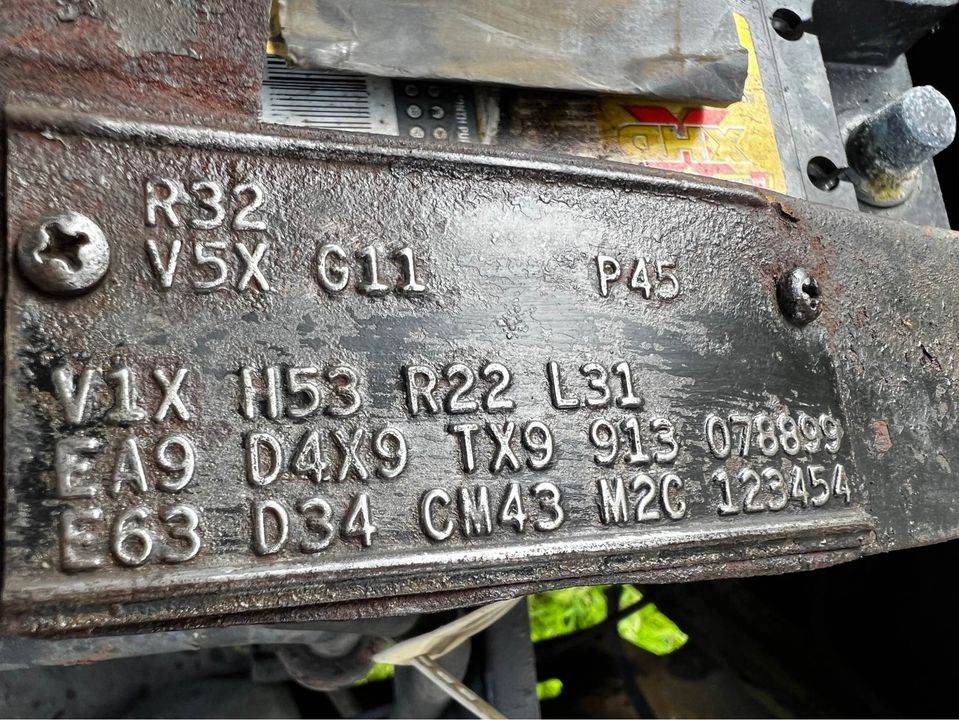 R32
V5X G11 P45
V1X H53 R22 L31
EA9 D4X9 TX9 913 078899
E63 D34 CM43 M2C 123454